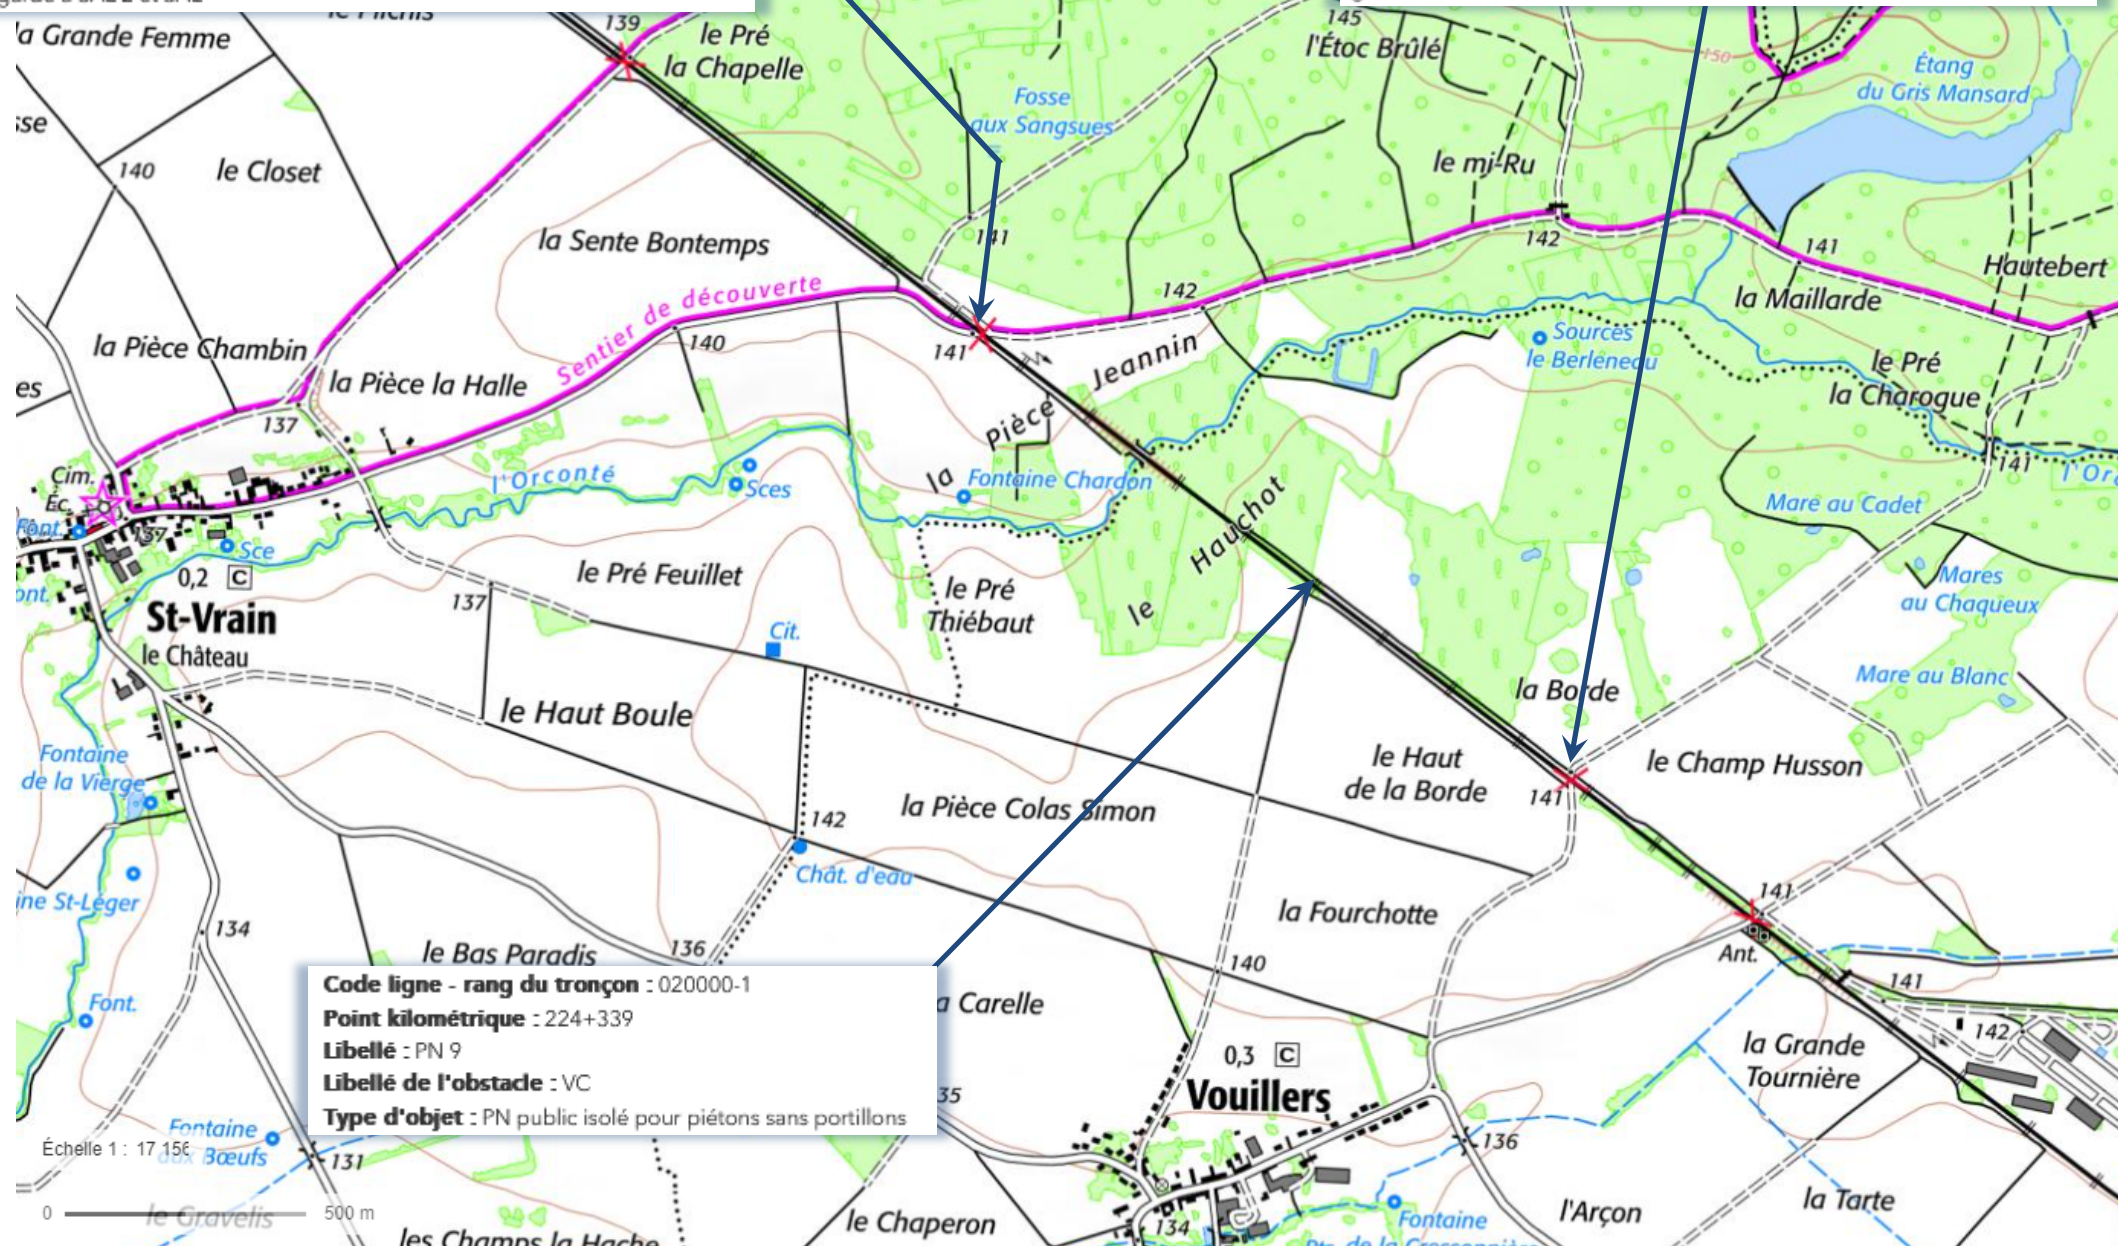 la Grande Femme
139
le Pré
la Chapelle
145
l'Étoc Brûlé
150
Étang
du Gris Mansard
Fosse
aux Sangsues
140
le Closet
le mj-Ru
la Sente Bontemps
141
142
141
Hautebert
Sentier de découverte
142
la Maillarde
la Pièce Chambin
140
141
Sources
le Berleneau
la Pièce Jeannin
le Pré
la Charogue
es
la Pièce la Halle
137
Cim.
Éc.
Font.
137
l'Orconté
Sces
Fontaine Chardon
141
Mare au Cadet
le Hauchot
Sce
0,2 C
St-Vrain
le Château
le Pré Feuillet
137
le Pré
Thiébaut
Mares
au Chaqueux
Cit.
Mare au Blanc
la Borde
le Haut Boule
le Haut
de la Borde
le Champ Husson
141
Fontaine
de la Vierge
la Pièce Colas Simon
142
Chât. d'eau
ine St-Léger
134
la Fourchotte
141
Ant.
le Bas Paradis
136
140
141
Font.
Code ligne - rang du tronçon : 020000-1
Point kilométrique : 224+339
Libellé : PN 9
Libellé de l'obstacle : VC
Type d'objet : PN public isolé pour piétons sans portillons
a Carelle
142
0,3 C
Vouillers
la Grande
Tournière
35
Fontaine
aux Bœufs
131
136
Échelle 1 : 17 156
0 500 m
le Gravelis
les Champs la Hache
le Chaperon
134
Fontaine
l'Arçon
la Tarte